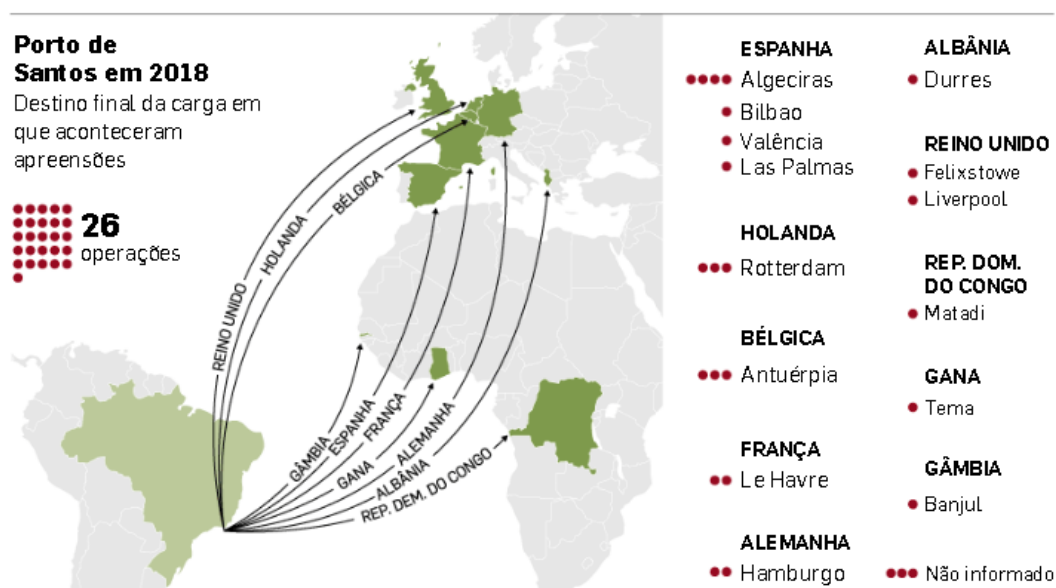 Porto de
Santos em 2018
Destino final da carga em
que aconteceram
apreensões
26
operações
REINO UNIDO
HOLANDA
BÉLGICA
GÂMBIA
ESPANHA
FRANÇA
GANA
ALEMANHA
ALBÂNIA
REP. DEM. DO CONGO
ESPANHA
Algeciras
Bilbao
Valência
Las Palmas
HOLANDA
Rotterdam
BÉLGICA
Antuérpia
FRANÇA
Le Havre
ALEMANHA
Hamburgo
ALBÂNIA
Durres
REINO UNIDO
Felixstowe
Liverpool
REP. DOM.
DO CONGO
Matadi
GANA
Tema
GÂMBIA
Banjul
Não informado